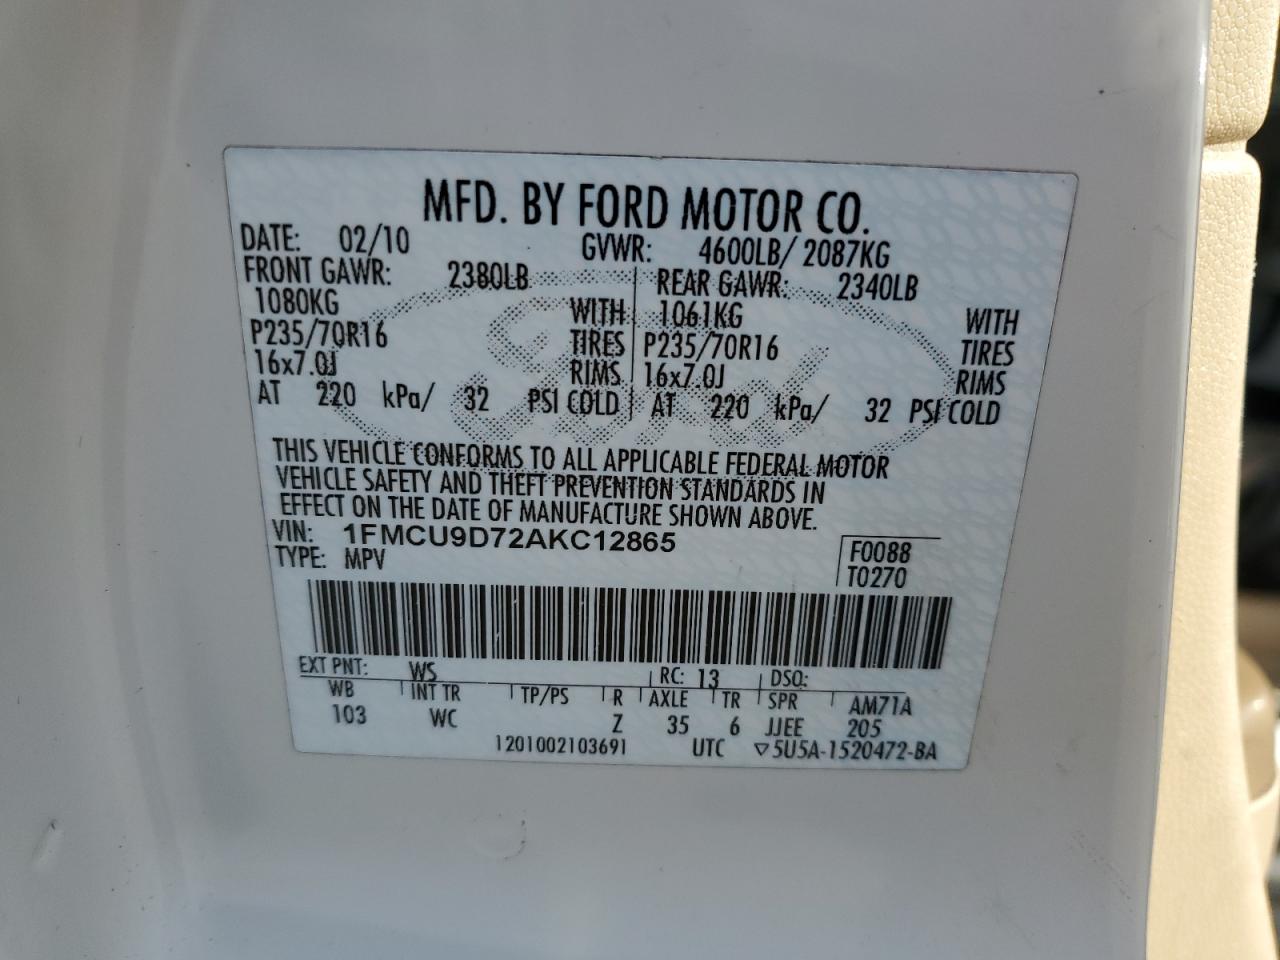 MFD. BY FORD MOTOR CO.
DATE: 02/10 GVWR: 4600LB/ 2087KG
FRONT GAWR: 2380LB REAR GAWR: 2340LB
1080KG WITH 1061KG WITH
P235/70R16 TIRES P235/70R16 TIRES
16x7.0J RIMS 16x7.0J RIMS
AT 220 kPa/ 32 PSI COLD AT 220 kPa/ 32 PSI COLD
Ford
THIS VEHICLE CONFORMS TO ALL APPLICABLE FEDERAL MOTOR
VEHICLE SAFETY AND THEFT PREVENTION STANDARDS IN
EFFECT ON THE DATE OF MANUFACTURE SHOWN ABOVE.
VIN: 1FMCU9D72AKC12865 F0088
TYPE: MPV T0270
EXT PNT: WS RC: 13 DSO:
WB INT TR TP/PS R AXLE TR SPR AM71A
103 WC Z 35 6 JJEE 205
1201002103691 UTC ▽5U5A-1520472-BA